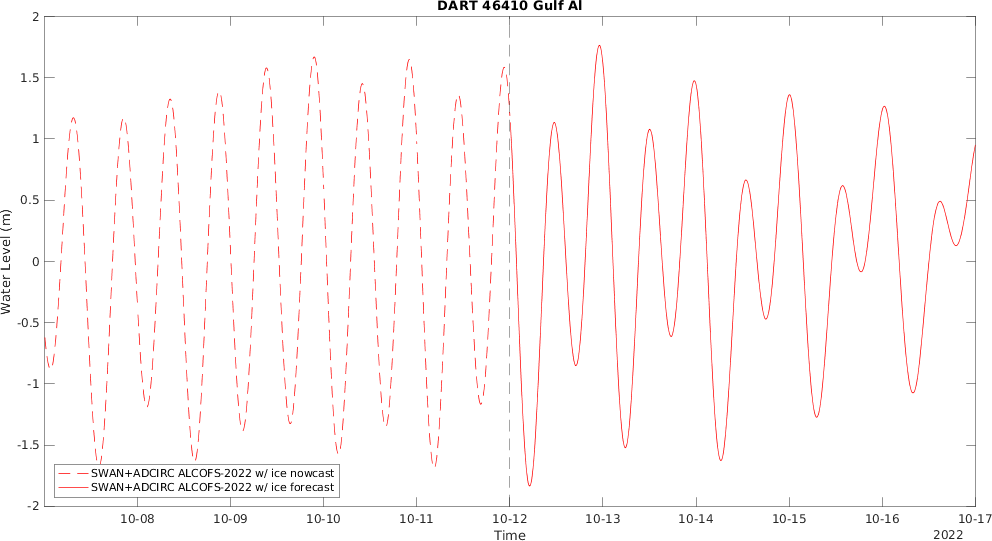 DART 46410 Gulf Al
2
1.5
1
0.5
0
-0.5
-1
-1.5
-2
Water Level (m)
SWAN+ADCIRC ALCOFS-2022 w/ ice nowcast
SWAN+ADCIRC ALCOFS-2022 w/ ice forecast
10-08 10-09 10-10 10-11 10-12 10-13 10-14 10-15 10-16 10-17
Time
2022